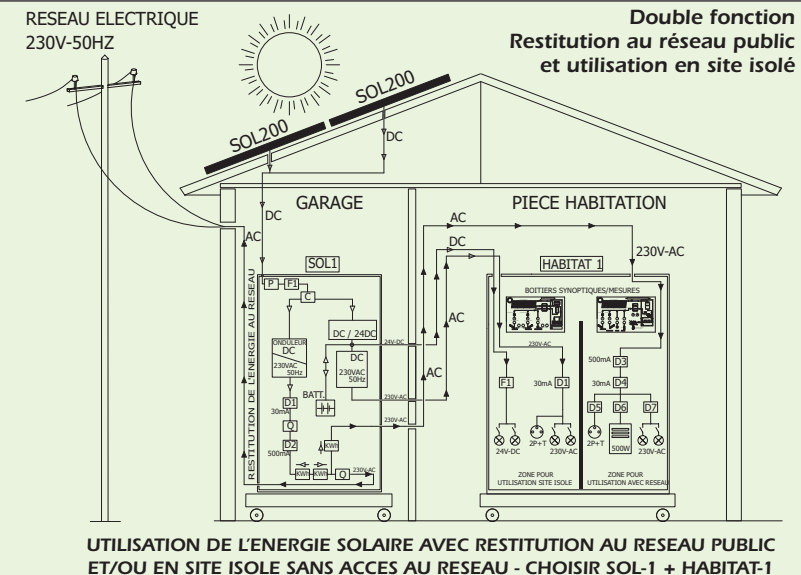 RESEAU ELECTRIQUE
230V-50HZ
Double fonction
Restitution au réseau public
et utilisation en site isolé
SOL200
SOL200
DC
GARAGE
PIECE HABITATION
DC
AC
AC
DC
230V-AC
SOL1
HABITAT 1
RESTITUTION DE L'ENERGIE AU RESEAU
P
F1
C
BOITIERS SYNOPTIQUES/MESURES
ONDULEUR
DC
230VAC
50Hz
DC / 24DC
DC
230VAC
50Hz
24V-DC
AC
230V-AC
BATT.
AC
230V-AC
D1
30mA
Q
D2
500mA
KWh
KWh
KWh
Q
230V-AC
230V-AC
F1
30mA
D1
500mA
D3
30mA
D4
D5
D6
D7
24V-DC
2P+T
230V-AC
2P+T
500W
230V-AC
ZONE POUR
UTILISATION SITE ISOLE
ZONE POUR
UTILISATION AVEC RESEAU
UTILISATION DE L'ENERGIE SOLAIRE AVEC RESTITUTION AU RESEAU PUBLIC
ET/OU EN SITE ISOLE SANS ACCES AU RESEAU - CHOISIR SOL-1 + HABITAT-1